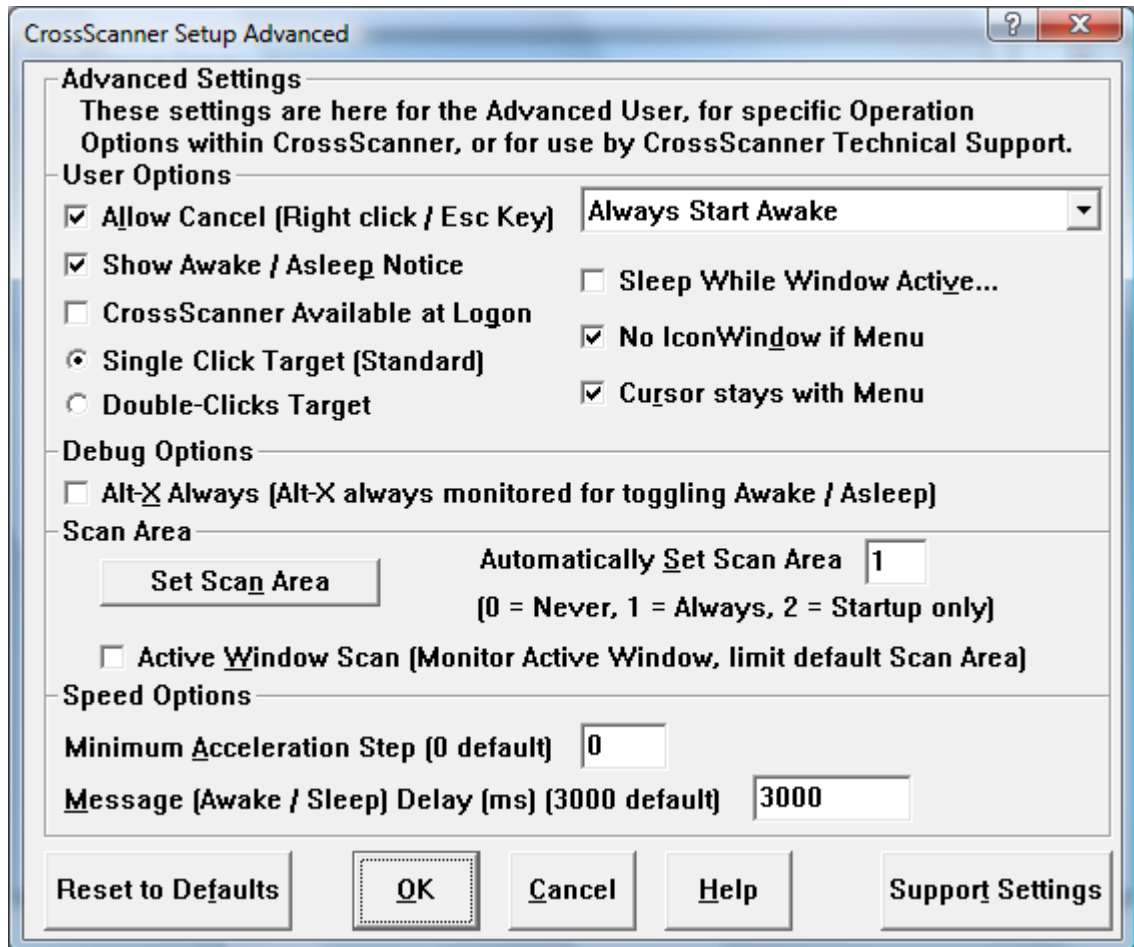 CrossScanner Setup Advanced
? X
Advanced Settings
These settings are here for the Advanced User, for specific Operation
Options within CrossScanner, or for use by CrossScanner Technical Support.
User Options
Allow Cancel (Right click / Esc Key)
Always Start Awake
Show Awake / Asleep Notice
Sleep While Window Active...
CrossScanner Available at Logon
No IconWindow if Menu
Single Click Target (Standard)
Cursor stays with Menu
Double-Clicks Target
Debug Options
Alt-X Always (Alt-X always monitored for toggling Awake / Asleep)
Scan Area
Set Scan Area
Automatically Set Scan Area 1
(0 = Never, 1 = Always, 2 = Startup only)
Active Window Scan (Monitor Active Window, limit default Scan Area)
Speed Options
Minimum Acceleration Step (0 default) 0
Message (Awake / Sleep) Delay (ms) (3000 default) 3000
Reset to Defaults OK Cancel Help Support Settings